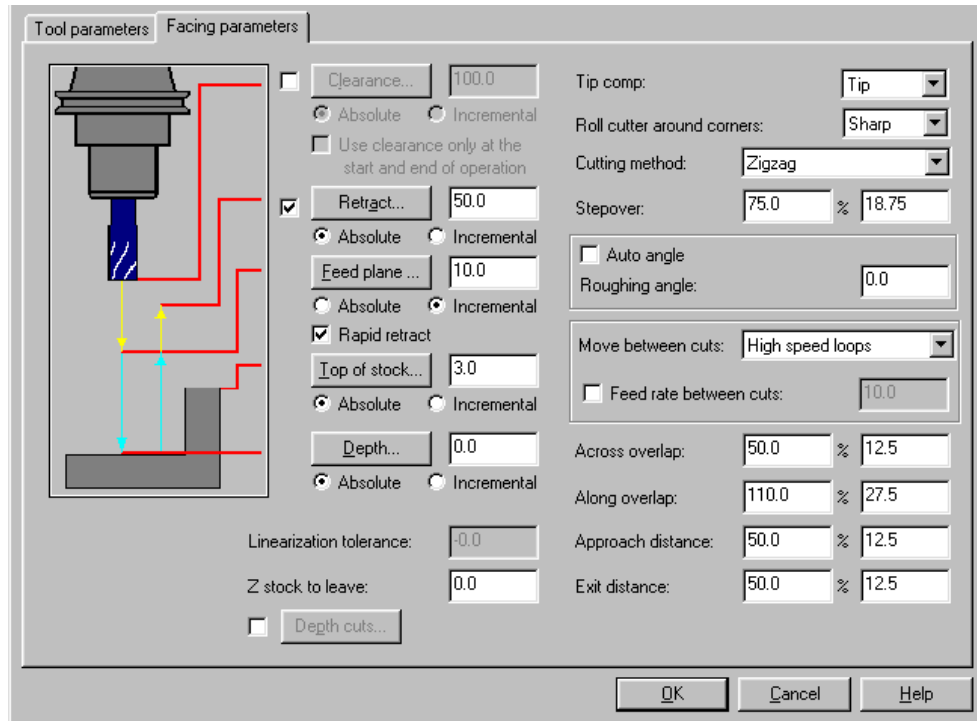 Tool parameters
Facing parameters
Clearance...
100.0
Absolute
Incremental
Use clearance only at the
start and end of operation
Retract...
50.0
Absolute
Incremental
Feed plane ...
10.0
Absolute
Incremental
Rapid retract
Top of stock...
3.0
Absolute
Incremental
Depth...
0.0
Absolute
Incremental
Linearization tolerance:
-0.0
Z stock to leave:
0.0
Depth cuts...
Tip comp:
Tip
Roll cutter around corners:
Sharp
Cutting method:
Zigzag
Stepover:
75.0
%
18.75
Auto angle
Roughing angle:
0.0
Move between cuts:
High speed loops
Feed rate between cuts:
10.0
Across overlap:
50.0
%
12.5
Along overlap:
110.0
%
27.5
Approach distance:
50.0
%
12.5
Exit distance:
50.0
%
12.5
OK
Cancel
Help